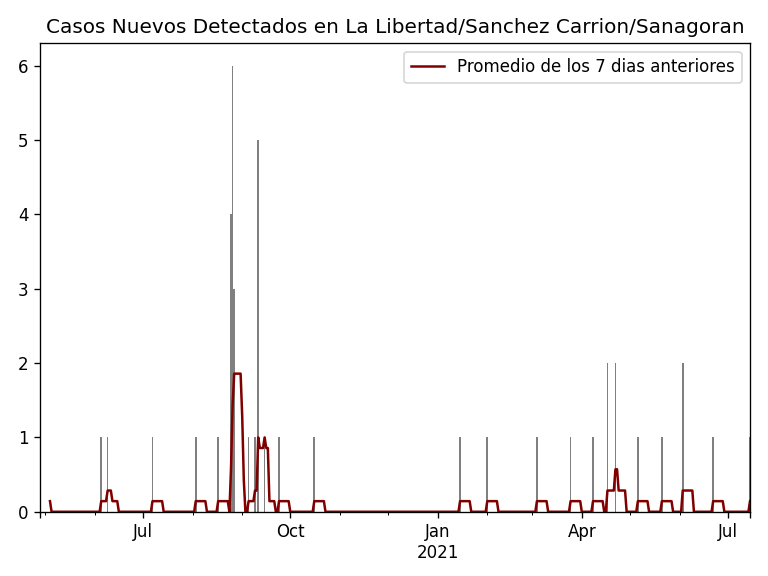 Casos Nuevos Detectados en La Libertad/Sanchez Carrion/Sanagoran
Promedio de los 7 dias anteriores
6
5
4
3
2
1
0
Jul
Oct
Jan
2021
Apr
Jul